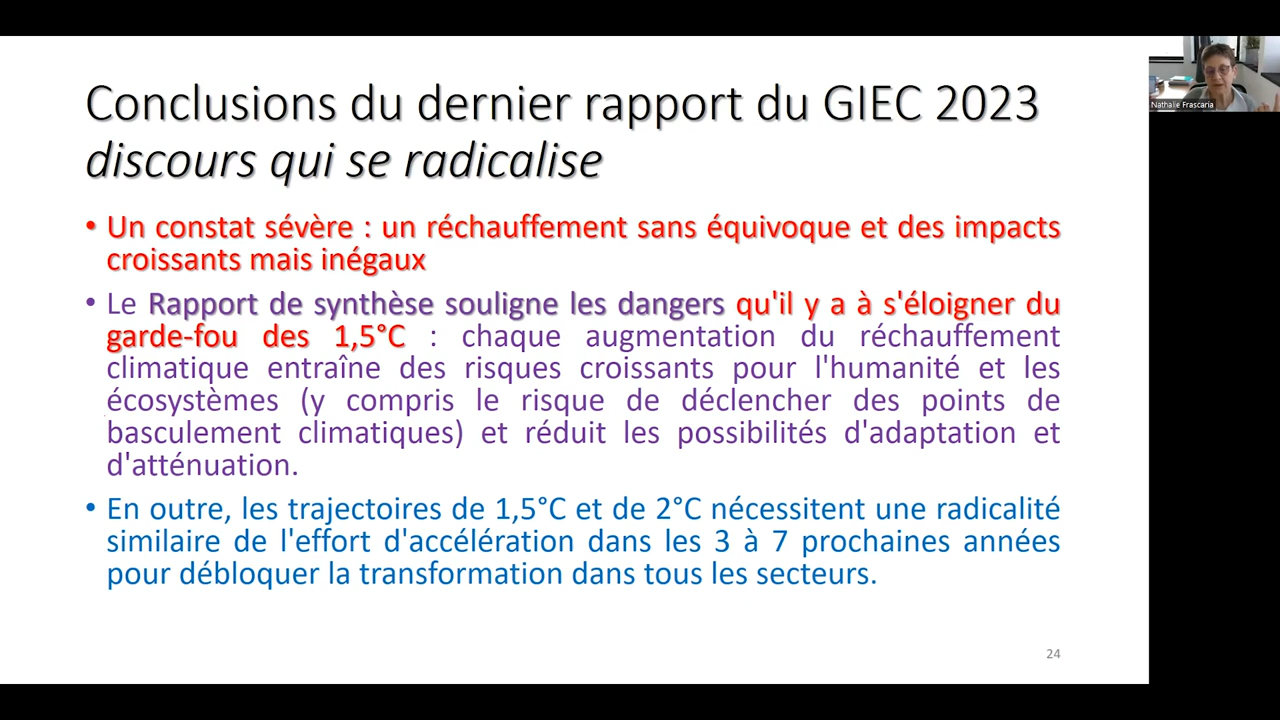 Conclusions du dernier rapport du GIEC 2023
discours qui se radicalise
• Un constat sévère : un réchauffement sans équivoque et des impacts
croissants mais inégaux
• Le Rapport de synthèse souligne les dangers qu'il y a à s'éloigner du
garde-fou des 1,5°C : chaque augmentation du réchauffement
climatique entraîne des risques croissants pour l'humanité et les
écosystèmes (y compris le risque de déclencher des points de
basculement climatiques) et réduit les possibilités d'adaptation et
d'atténuation.
• En outre, les trajectoires de 1,5°C et de 2°C nécessitent une radicalité
similaire de l'effort d'accélération dans les 3 à 7 prochaines années
pour débloquer la transformation dans tous les secteurs.
24
Nathalie Frascaria